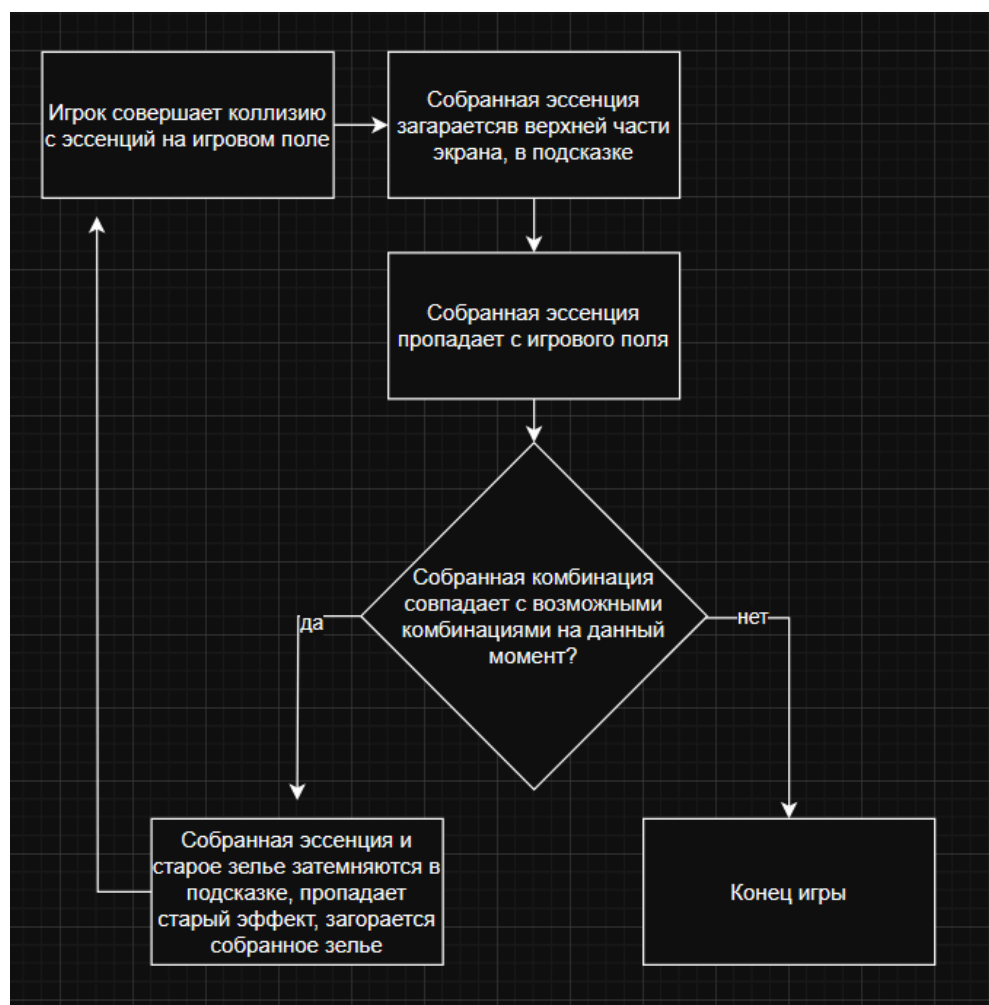 Игрок совершает коллизию
с эссенций на игровом поле
Собранная эссенция
загараетсяв верхней части
экрана, в подсказке
Собранная эссенция
пропадает с игрового поля
Собранная комбинация
совпадает с возможными
комбинациями на данный
момент?
да
нет
Собранная эссенция и
старое зелье затемняются в
подсказке, пропадает
старый эффект, загорается
собранное зелье
Конец игры